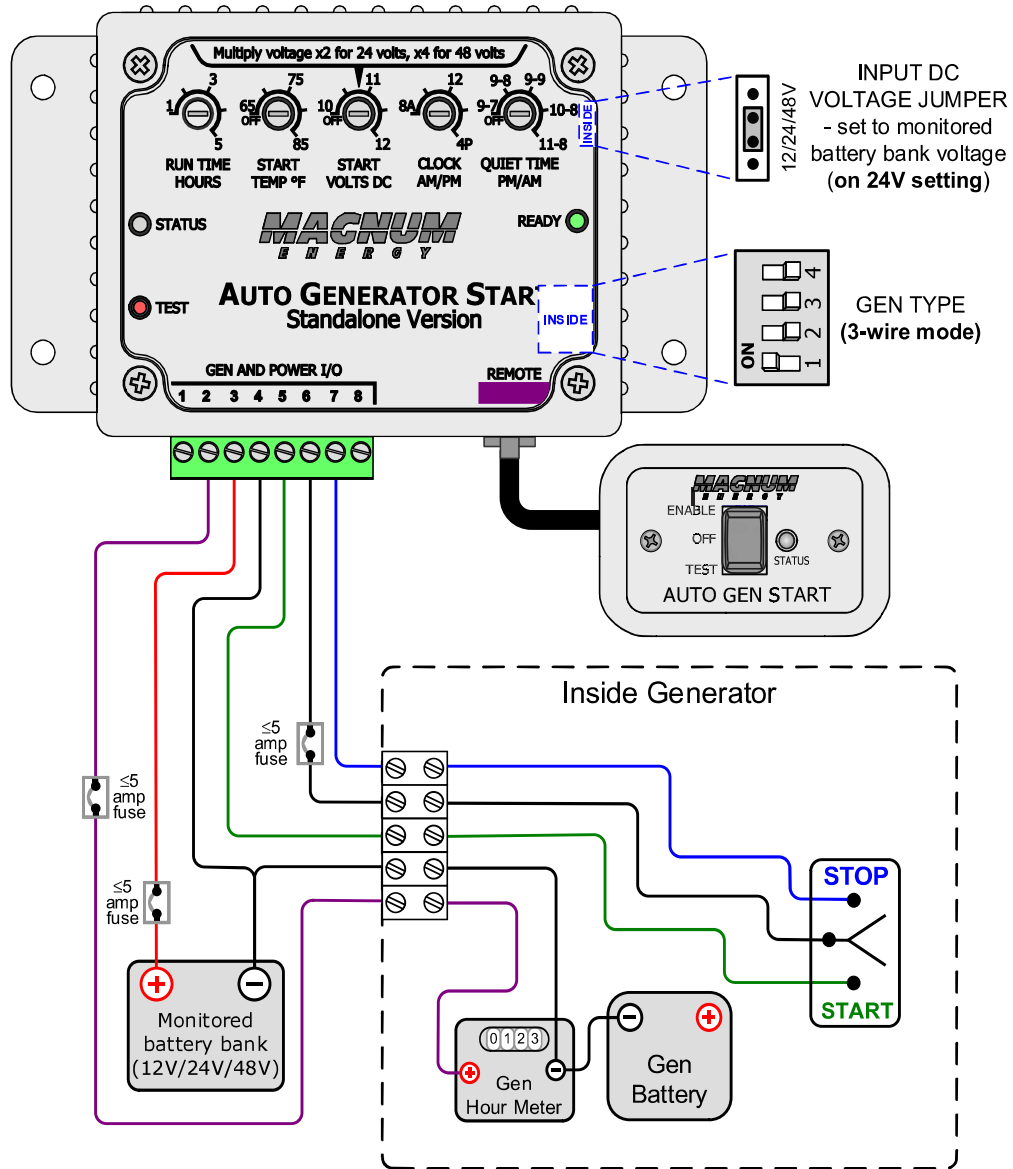 Multiply voltage x2 for 24 volts, x4 for 48 volts
1 3 5
65 OFF 75 85
10 OFF 11 12
8A 12 4P
9-7 OFF 9-8 9-9 10-8 11-8
RUN TIME HOURS
START TEMP °F
START VOLTS DC
CLOCK AM/PM
QUIET TIME PM/AM
INSIDE
12/24/48V
INPUT DC
VOLTAGE JUMPER
- set to monitored
battery bank voltage
(on 24V setting)
STATUS
MAGNUM
ENERGY
READY
TEST
AUTO GENERATOR STAR
Standalone Version
INSIDE
ON
1 2 3 4
GEN TYPE
(3-wire mode)
GEN AND POWER I/O
1 2 3 4 5 6 7 8
REMOTE
MAGNUM
ENERGY
ENABLE
OFF
TEST
STATUS
AUTO GEN START
Inside Generator
≤5
amp
fuse
≤5
amp
fuse
≤5
amp
fuse
STOP
START
+ −
Monitored
battery bank
(12V/24V/48V)
0 1 2 3
+ −
Gen
Hour Meter
− +
Gen
Battery